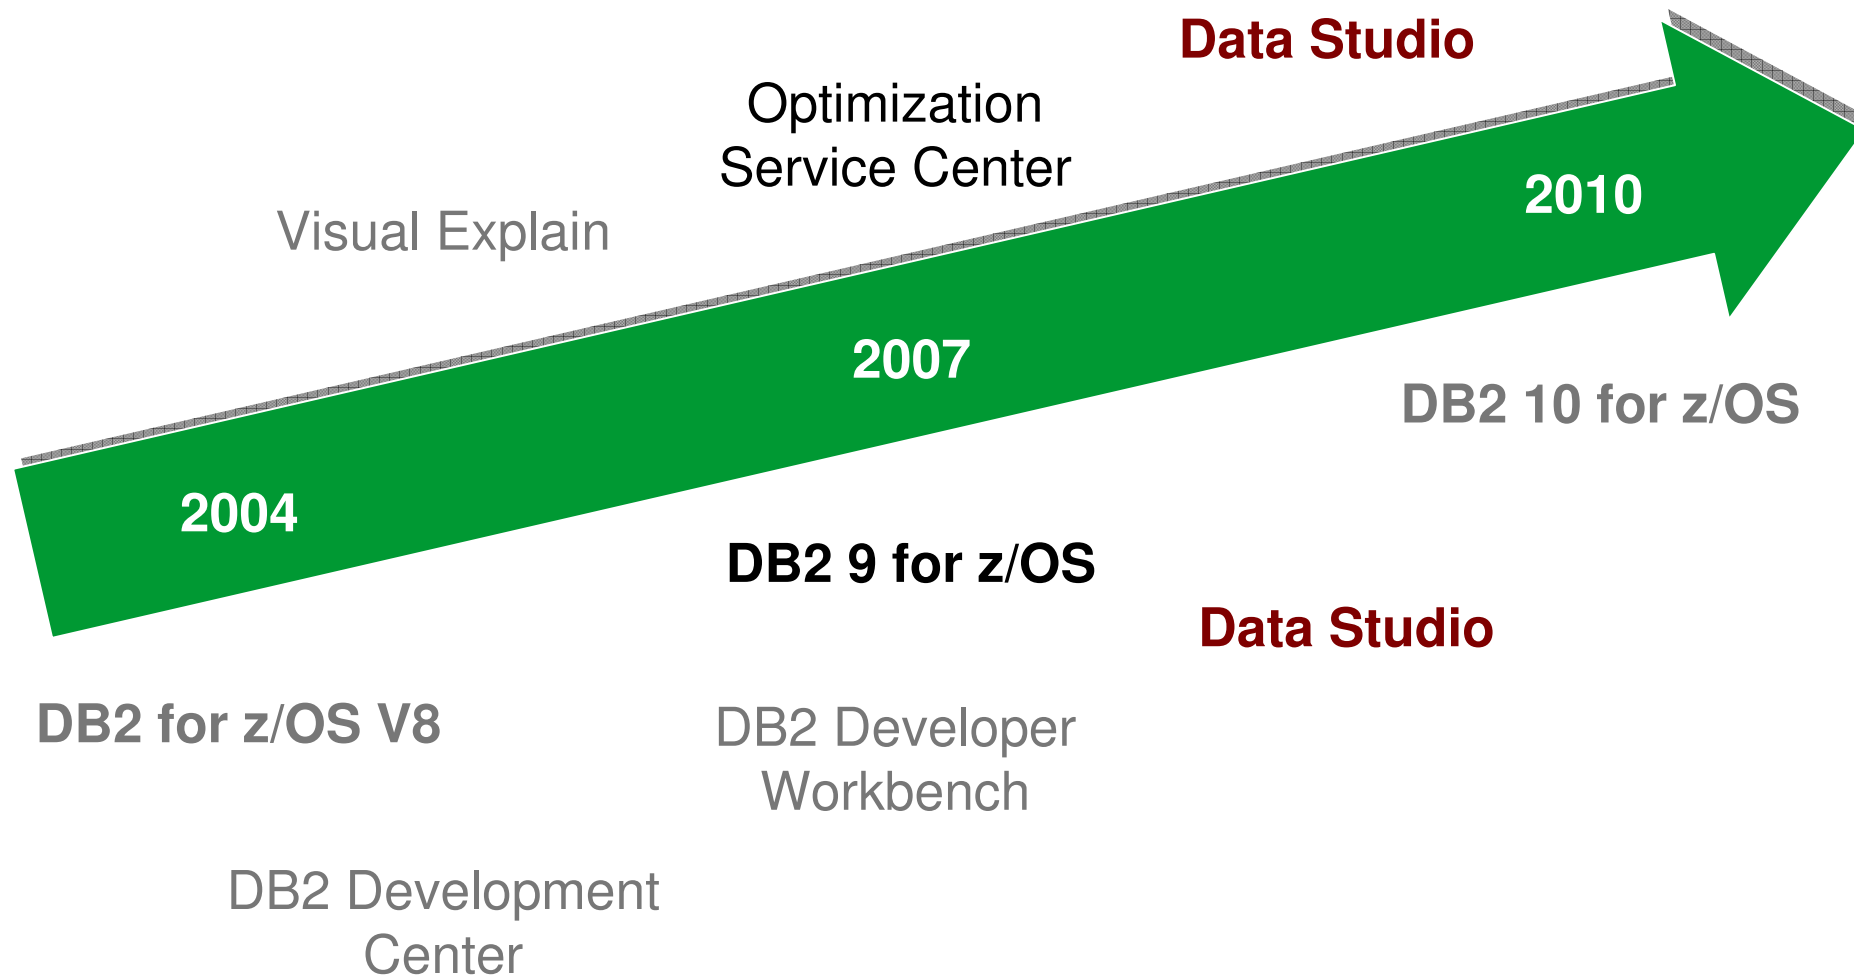 Data Studio
Optimization
Service Center
Visual Explain
2010
2007
DB2 10 for z/OS
2004
DB2 9 for z/OS
Data Studio
DB2 for z/OS V8
DB2 Developer
Workbench
DB2 Development
Center